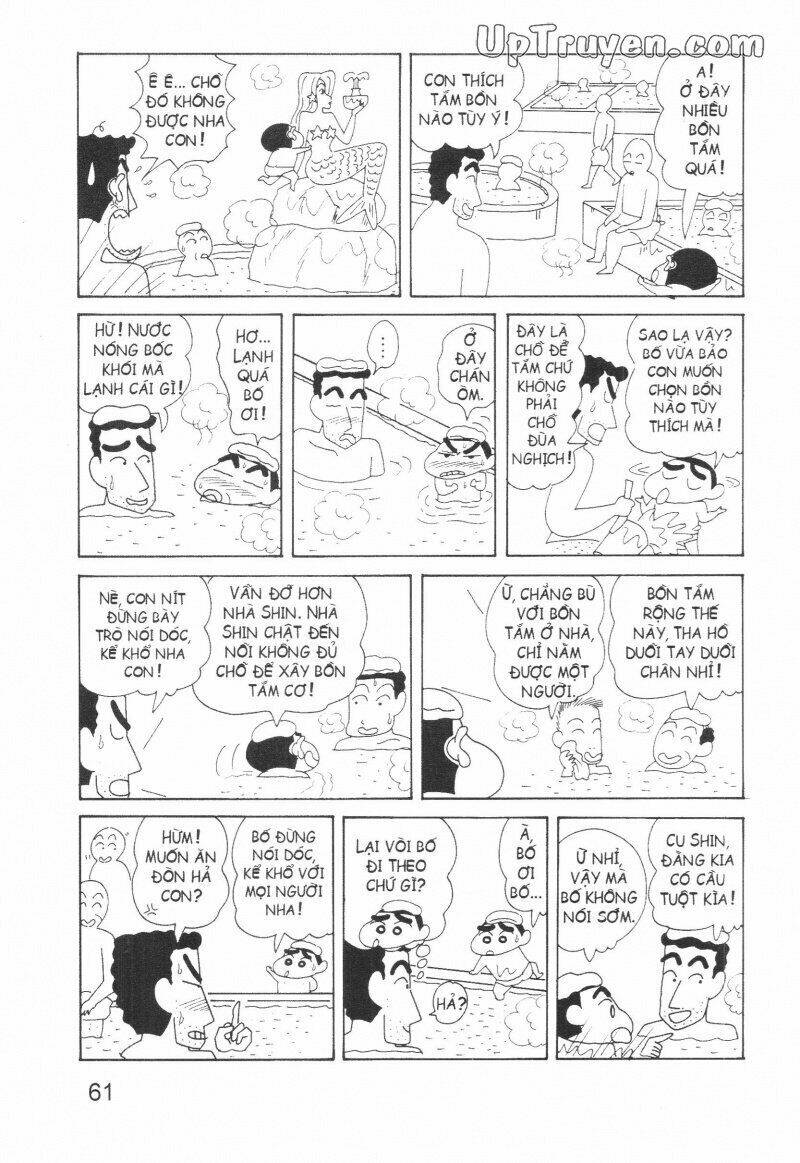 UpTruyen.com
A!
Ở ĐÂY
NHIỀU
BỒN
TẮM
QUÁ!
CON THÍCH
TẮM BỒN
NÀO TÙY Ý!
Ê Ê... CHỖ
ĐÓ KHÔNG
ĐƯỢC NHA
CON!
SAO LẠ VẬY?
BỐ VỪA BẢO
CON MUỐN
CHỌN BỒN
NÀO TÙY
THÍCH MÀ!
ĐÂY LÀ
CHỖ ĐỂ
TẮM CHỨ
KHÔNG
PHẢI
CHỖ
ĐÙA
NGHỊCH!
Ở
ĐÂY
CHÁN
ỐM.
...
HƠ...
LẠNH
QUÁ
BỐ
ƠI!
HỪ! NƯỚC
NÓNG BỐC
KHÓI MÀ
LẠNH CÁI GÌ!
BỒN TẮM
RỘNG THẾ
NÀY, THA HỒ
DUỖI TAY DUỖI
CHÂN NHỈ!
Ừ, CHẲNG BÙ
VỚI BỒN
TẮM Ở NHÀ,
CHỈ NẰM
ĐƯỢC MỘT
NGƯỜI.
VẪN ĐỠ HƠN
NHÀ SHIN. NHÀ
SHIN CHẬT ĐẾN
NỖI KHÔNG ĐỦ
CHỖ ĐỂ XÂY BỒN
TẮM CƠ!
NÈ, CON NÍT
ĐỪNG BÀY
TRÒ NÓI DÓC,
KỂ KHỔ NHA
CON!
CU SHIN,
ĐẰNG KIA
CÓ CẦU
TUỘT KÌA!
Ừ NHỈ,
VẬY MÀ
BỐ KHÔNG
NÓI SỚM.
À,
BỐ
ƠI
BỐ...
HẢ?
LẠI VÒI BỐ
ĐI THEO
CHỨ GÌ?
BỐ ĐỪNG
NÓI DÓC,
KỂ KHỔ VỚI
MỌI NGƯỜI
NHA!
HỪM!
MUỐN ĂN
ĐÒN HẢ
CON?
61